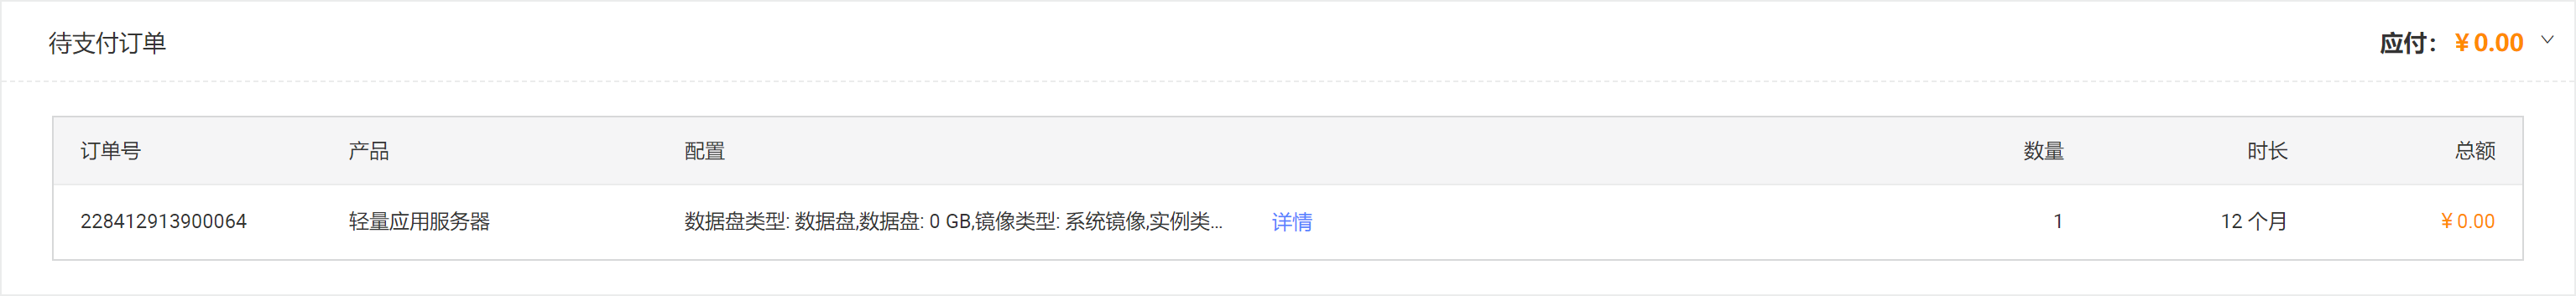 待支付订单 应付：¥ 0.00
订单号 产品 配置 数量 时长 总额
228412913900064 轻量应用服务器 数据盘类型: 数据盘,数据盘: 0 GB,镜像类型: 系统镜像,实例类... 详情 1 12 个月 ¥ 0.00